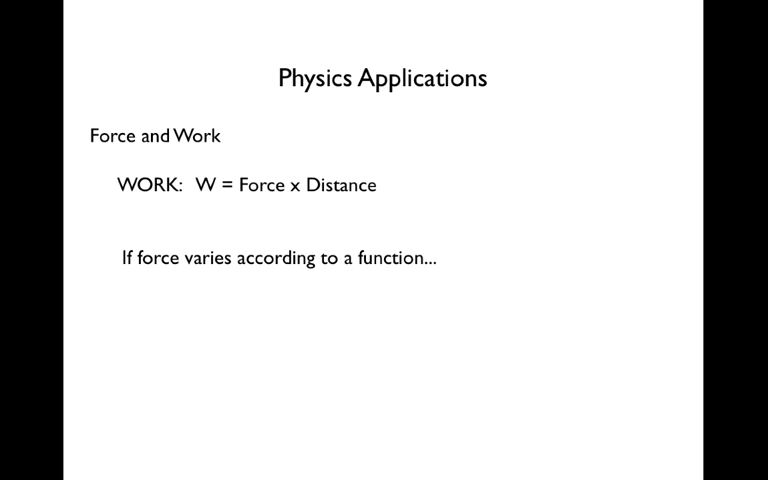 Physics Applications
Force and Work
WORK: W = Force x Distance
If force varies according to a function...